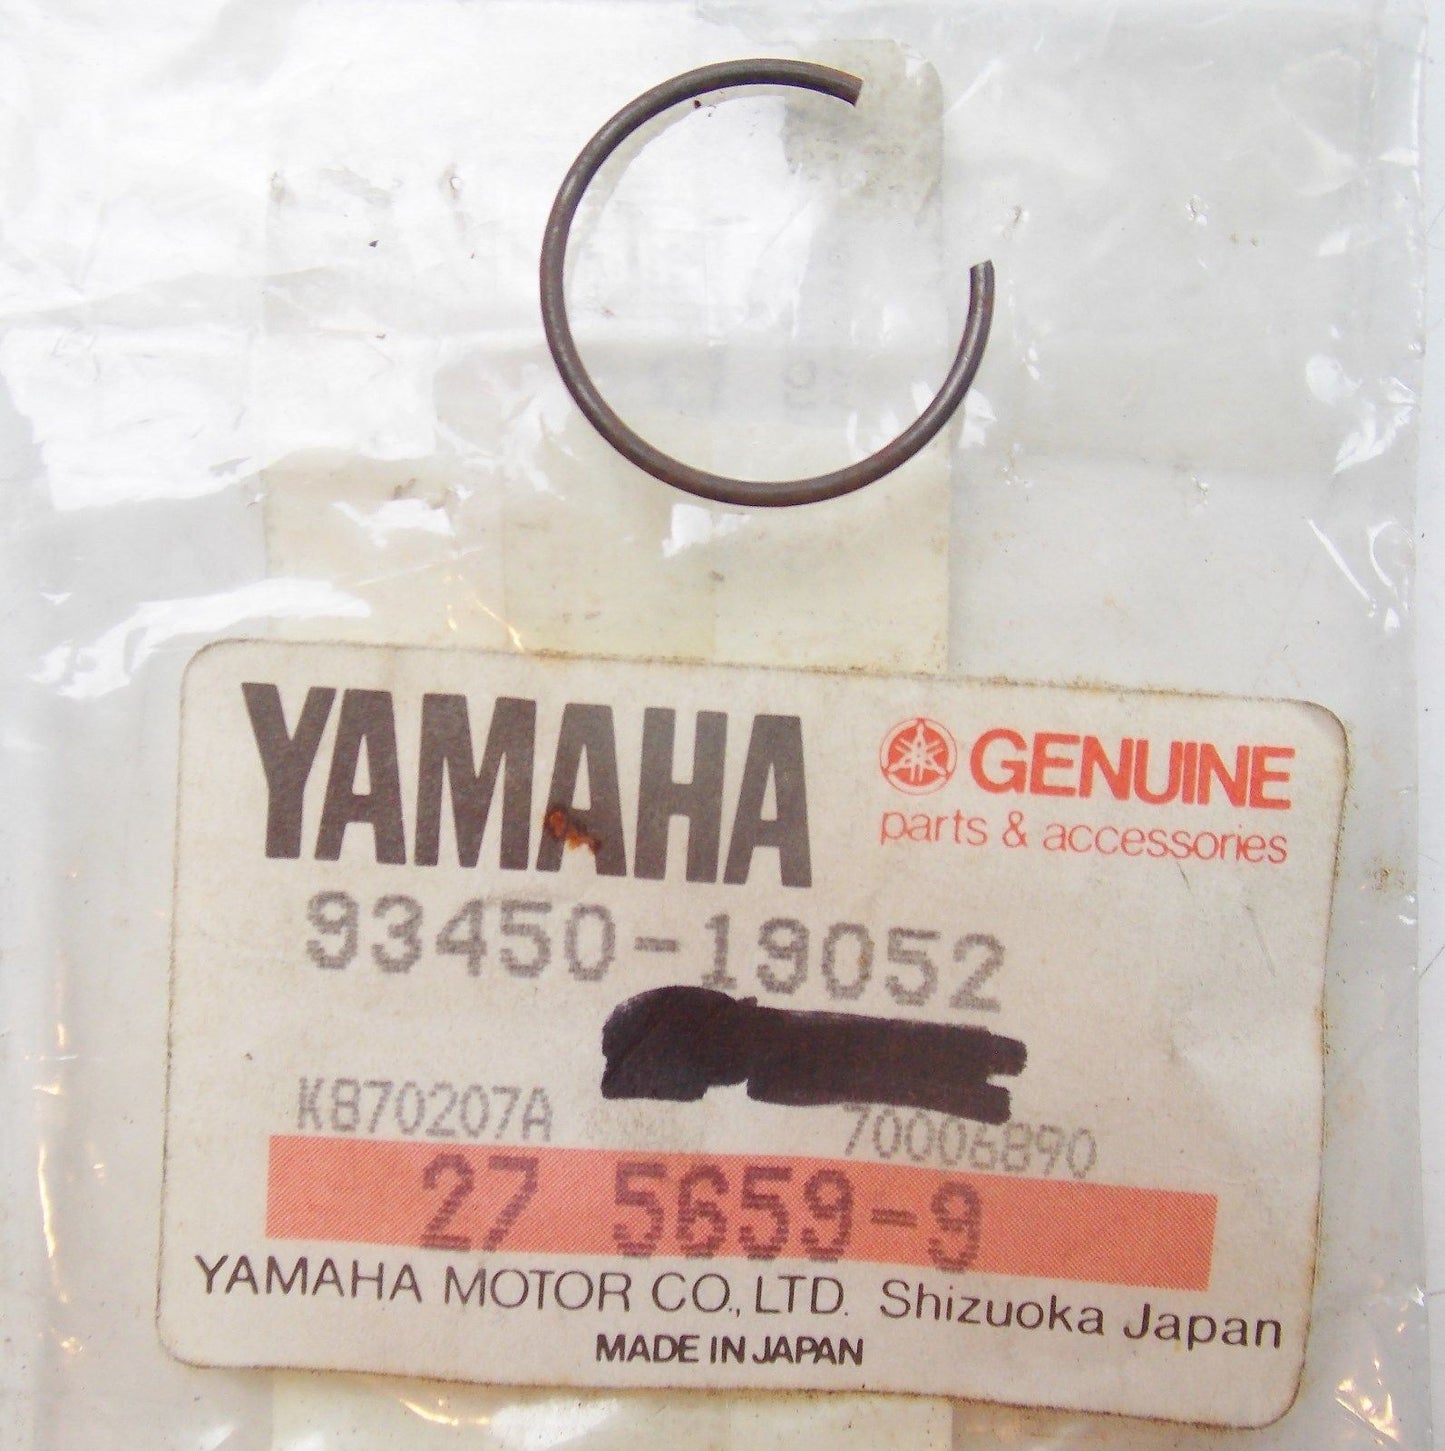 YAMAHA
GENUINE
parts & accessories
93450-19052
K870207A
70006890
27 5659-9
YAMAHA MOTOR CO., LTD. Shizuoka Japan
MADE IN JAPAN